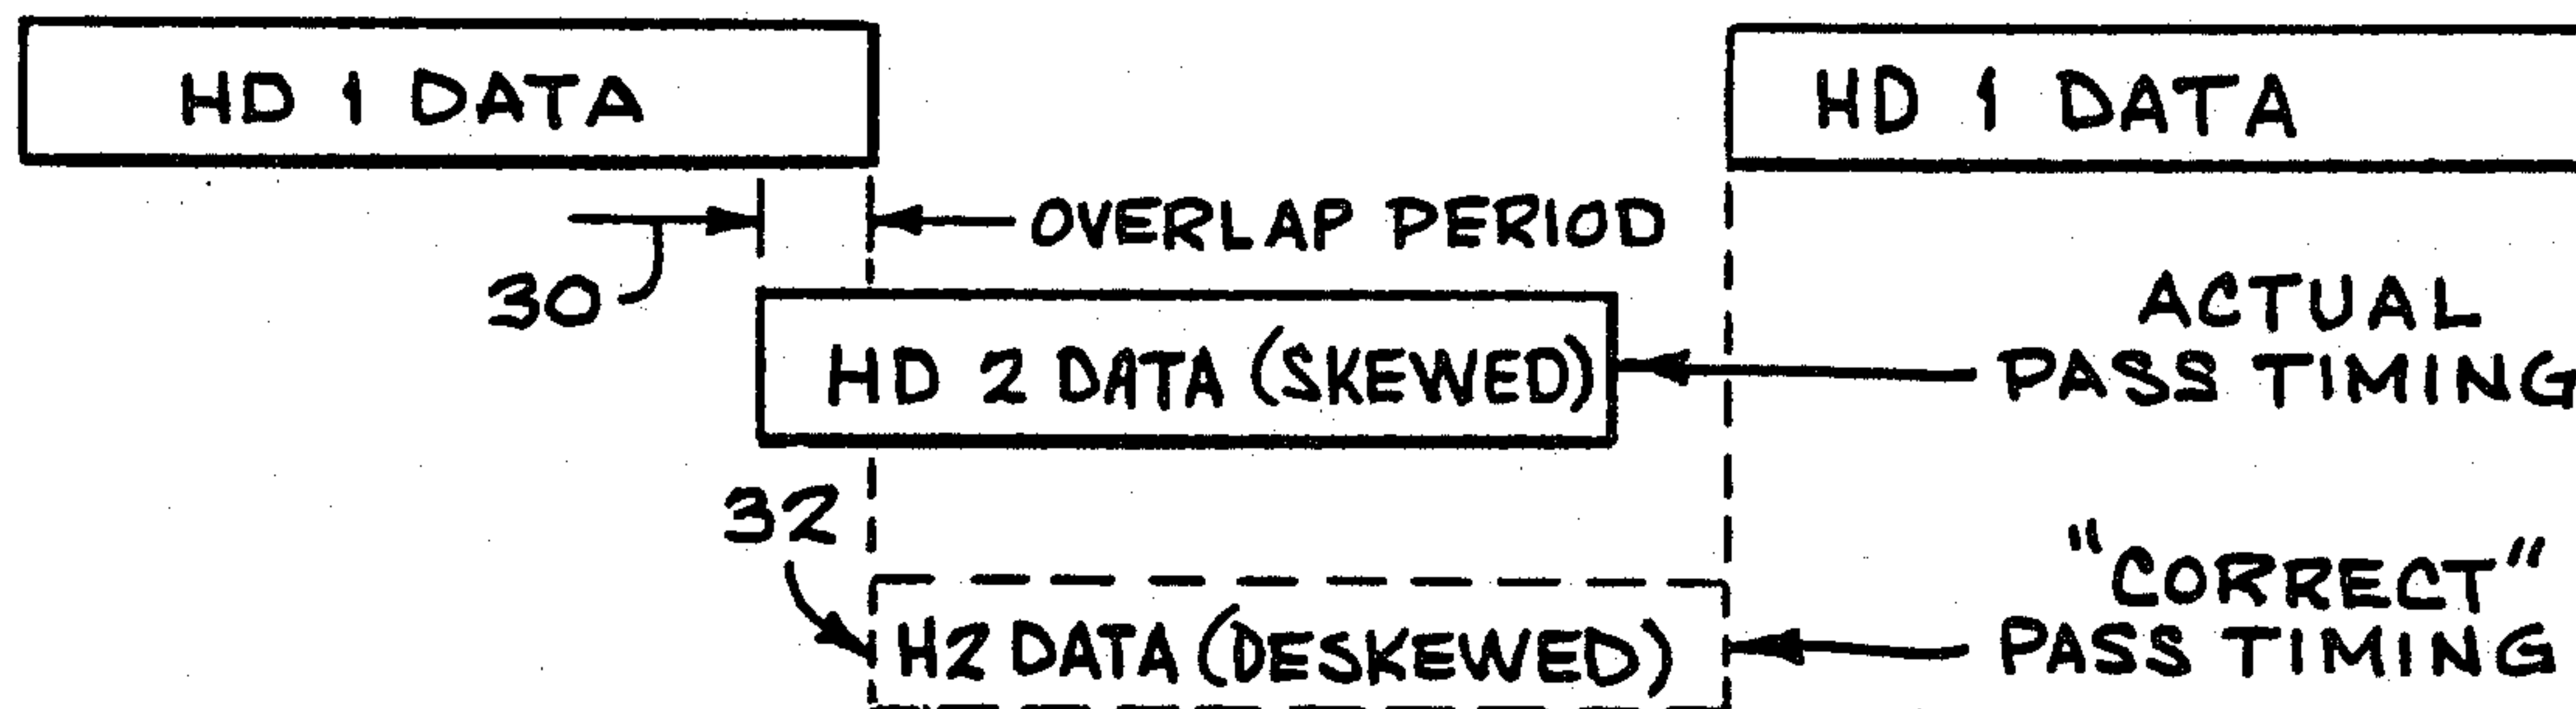 HD 1 DATA
HD 1 DATA
OVERLAP PERIOD
30
HD 2 DATA (SKEWED)
ACTUAL
PASS TIMING
32
H2 DATA (DESKEWED)
"CORRECT"
PASS TIMING